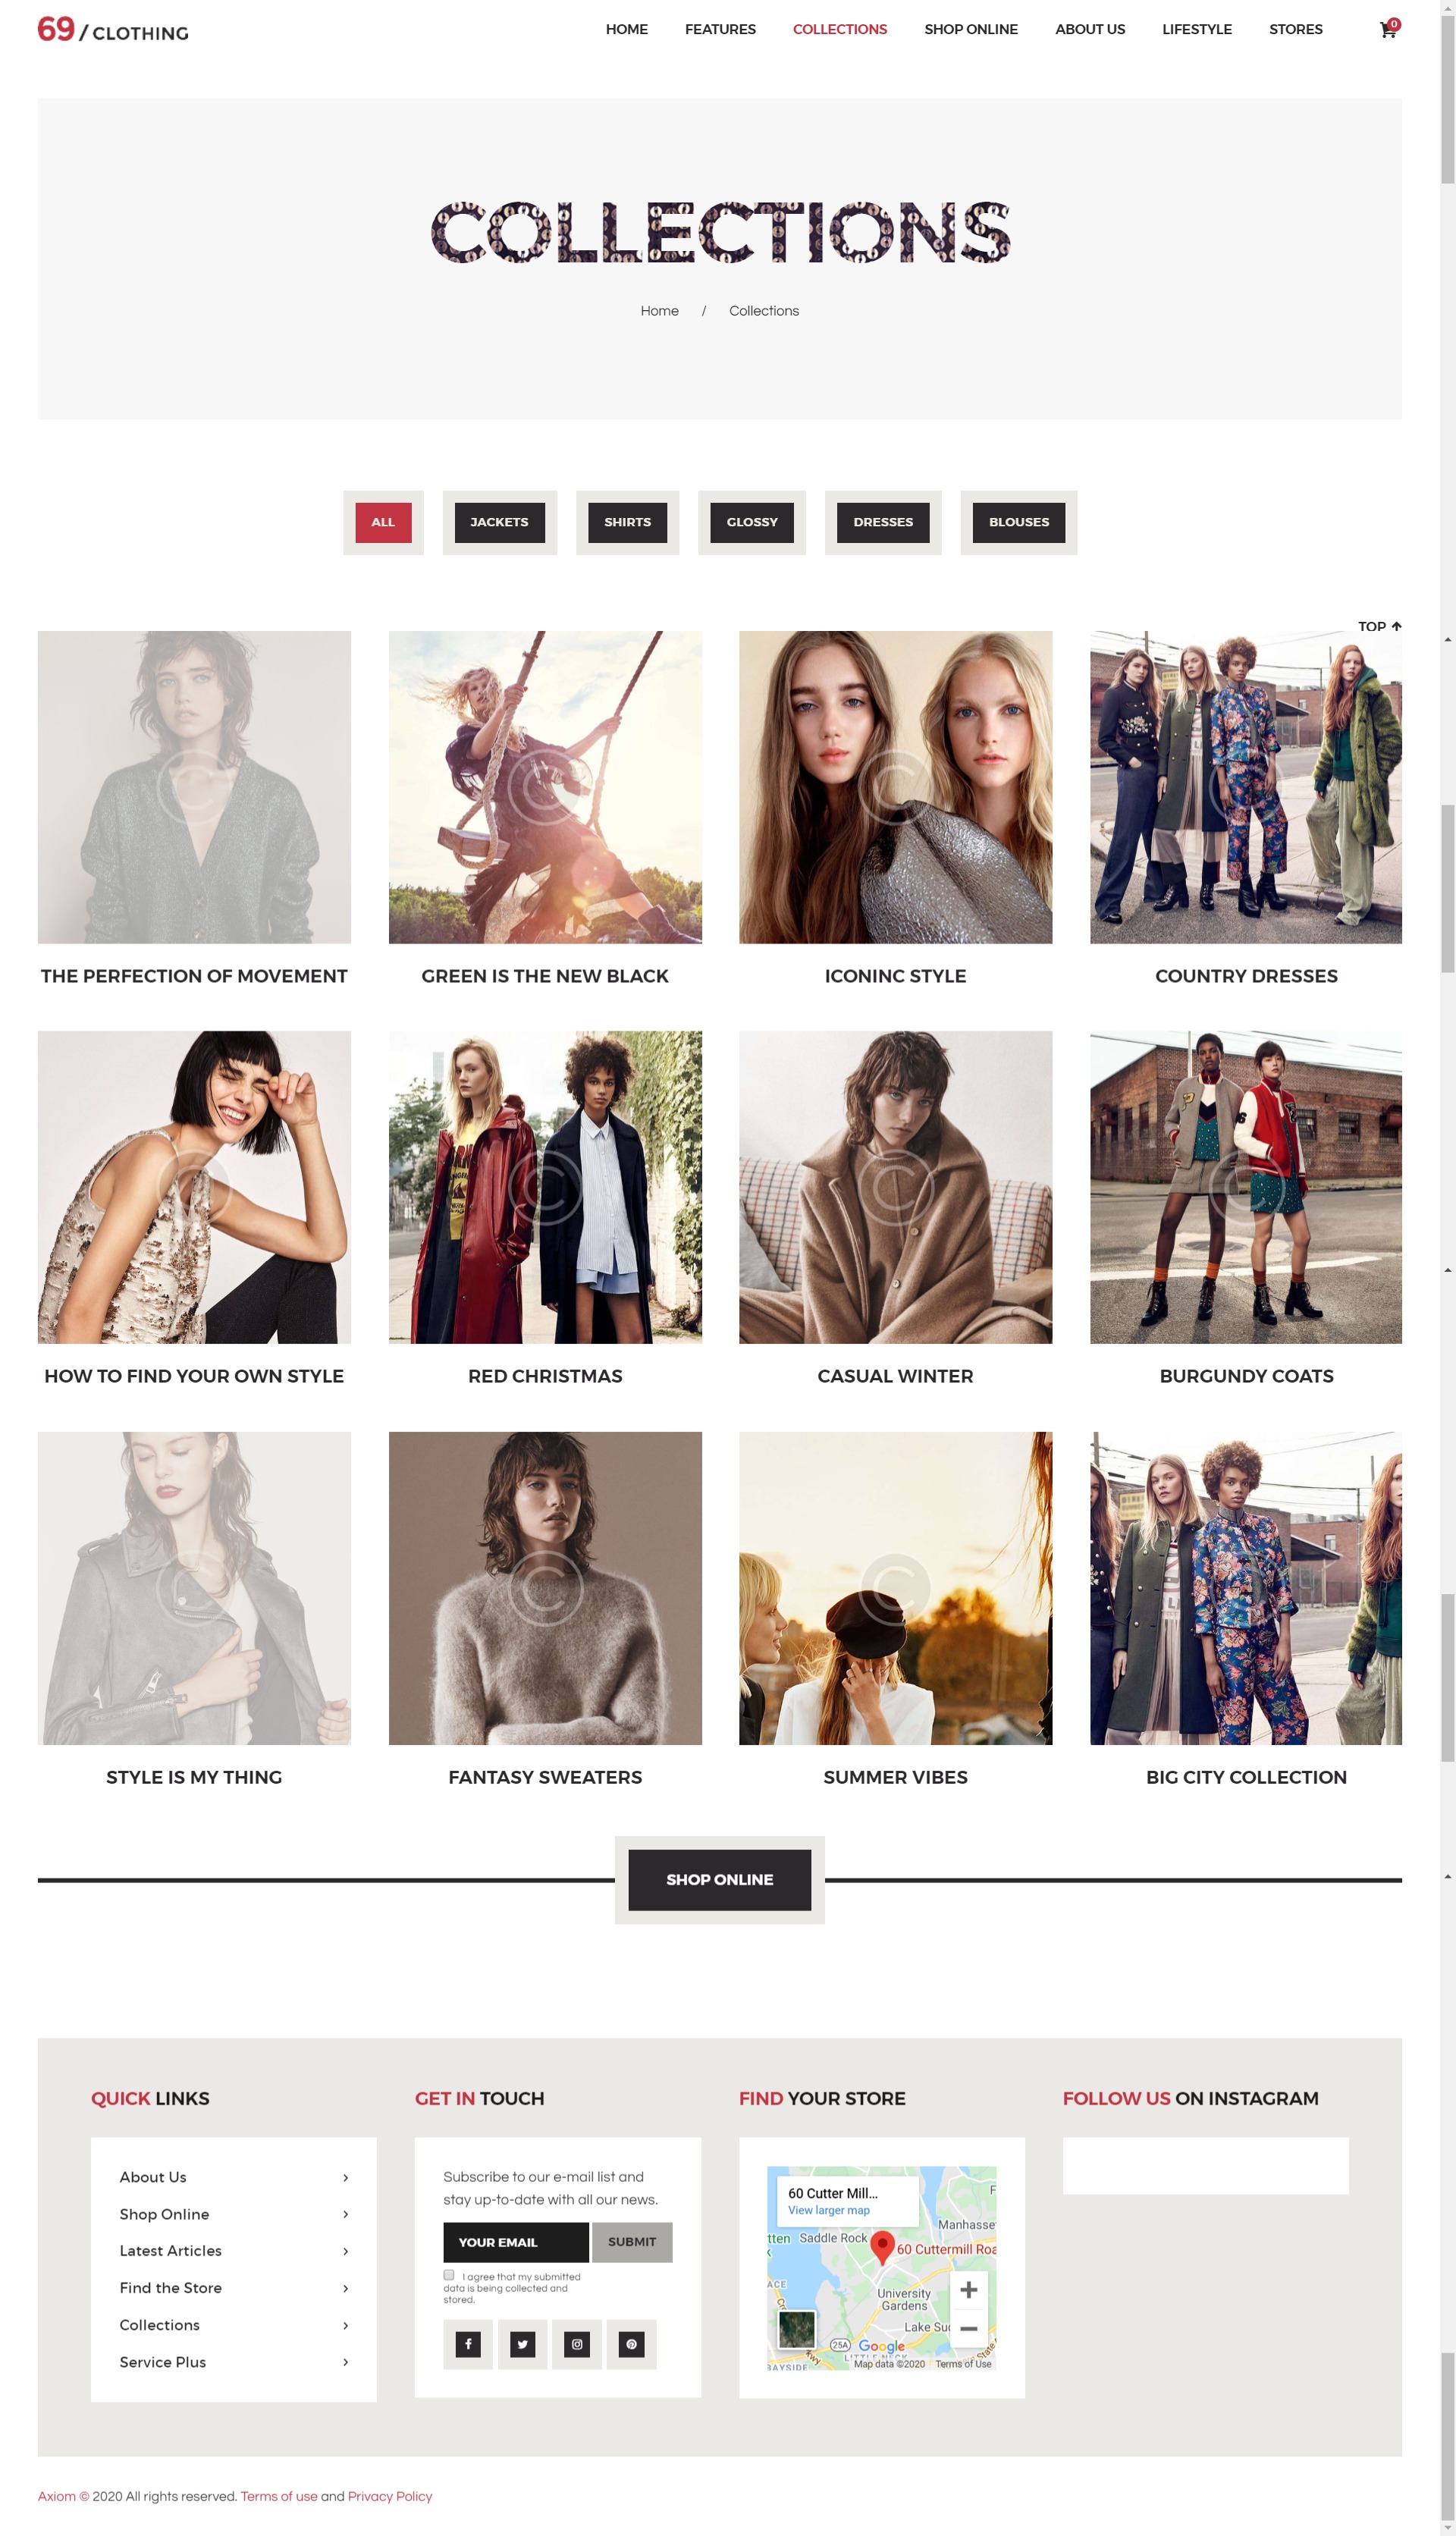 69 / CLOTHING
HOME FEATURES COLLECTIONS SHOP ONLINE ABOUT US LIFESTYLE STORES 0
COLLECTIONS
Home / Collections
ALL JACKETS SHIRTS GLOSSY DRESSES BLOUSES
TOP
THE PERFECTION OF MOVEMENT GREEN IS THE NEW BLACK ICONINC STYLE COUNTRY DRESSES
HOW TO FIND YOUR OWN STYLE RED CHRISTMAS CASUAL WINTER BURGUNDY COATS
STYLE IS MY THING FANTASY SWEATERS SUMMER VIBES BIG CITY COLLECTION
SHOP ONLINE
QUICK LINKS
About Us
Shop Online
Latest Articles
Find the Store
Collections
Service Plus
GET IN TOUCH
Subscribe to our e-mail list and
stay up-to-date with all our news.
YOUR EMAIL SUBMIT
I agree that my submitted
data is being collected and
stored.
FIND YOUR STORE
60 Cutter Mill...
View larger map
Manhasse
Saddle Rock
60 Cuttermill Roa
University
Gardens
Lake Suc
25A
Google
LITTLE NECK
BAYSIDE
Map data ©2020 Terms of Use
FOLLOW US ON INSTAGRAM
Axiom © 2020 All rights reserved. Terms of use and Privacy Policy